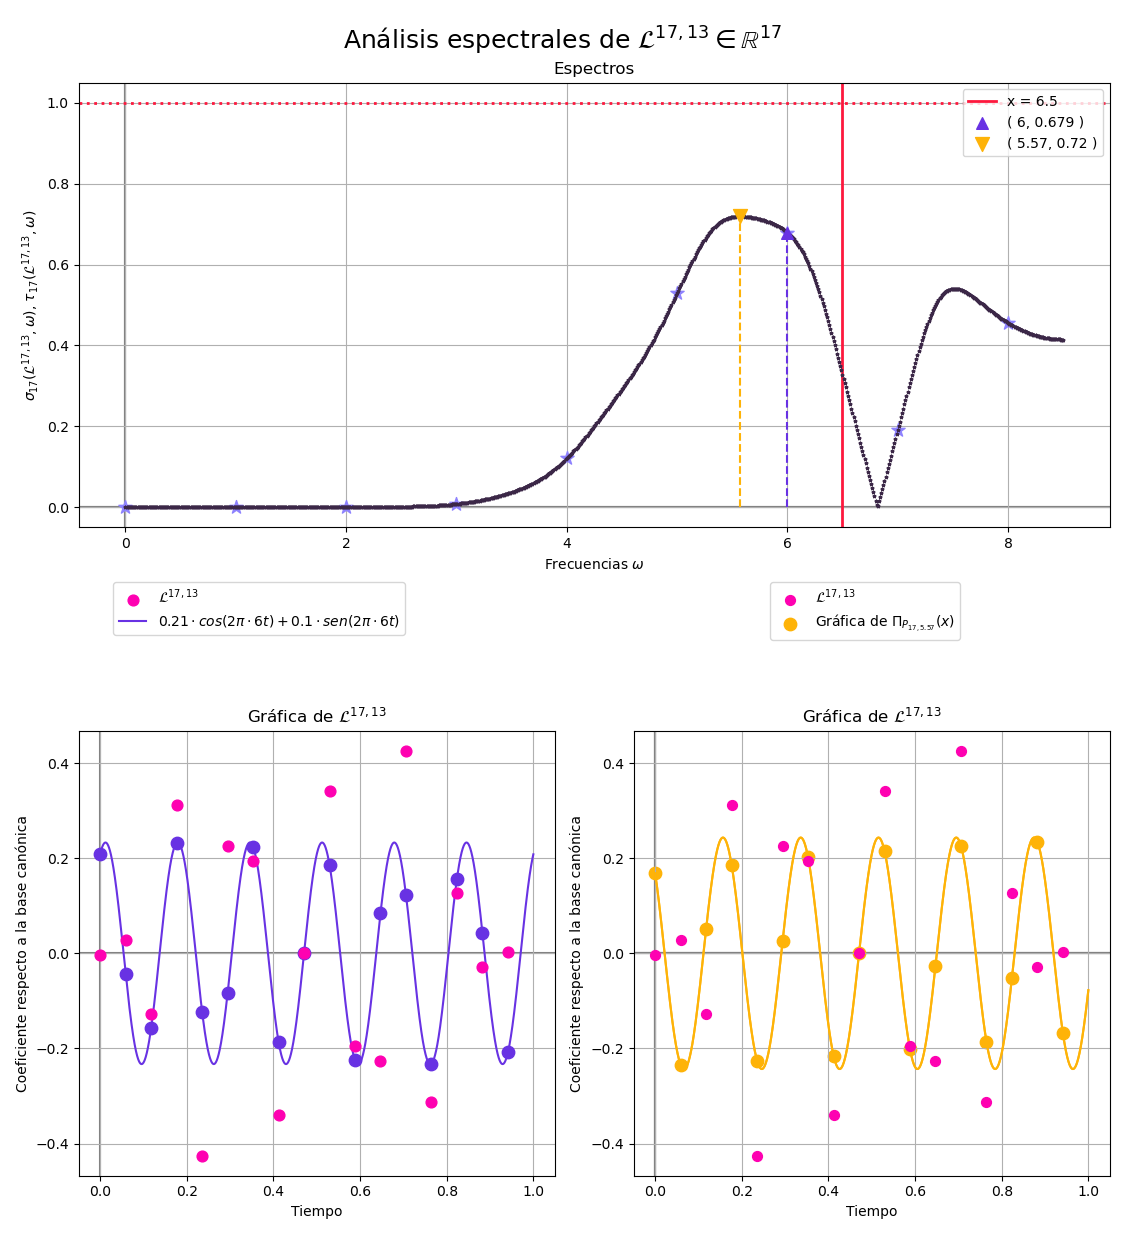 Análisis espectrales de 𝓛^{17,13} ∈ ℝ^{17}
Espectros
1.0
0.8
0.6
0.4
0.2
0.0
σ_{17}(𝓛^{17,13}, ω), τ_{17}(𝓛^{17,13}, ω)
x = 6.5
( 6, 0.679 )
( 5.57, 0.72 )
0 2 4 6 8
Frecuencias ω
𝓛^{17,13}
0.21 · cos(2π · 6t) + 0.1 · sen(2π · 6t)
𝓛^{17,13}
Gráfica de Π_{P_{17,5.57}}(x)
Gráfica de 𝓛^{17,13}
0.4
0.2
0.0
−0.2
−0.4
Coeficiente respecto a la base canónica
0.0 0.2 0.4 0.6 0.8 1.0
Tiempo
Gráfica de 𝓛^{17,13}
0.4
0.2
0.0
−0.2
−0.4
Coeficiente respecto a la base canónica
0.0 0.2 0.4 0.6 0.8 1.0
Tiempo